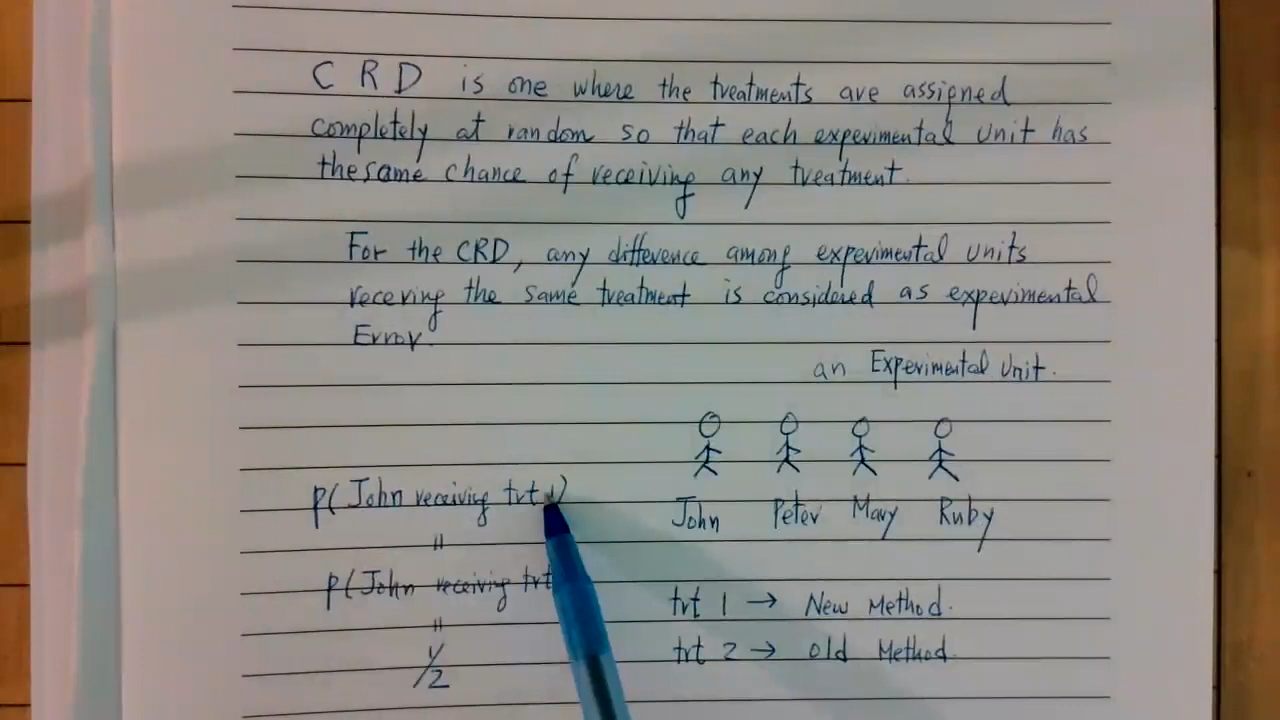 C R D is one where the treatments are assigned
completely at random so that each experimental unit has
the same chance of receiving any treatment.
For the CRD, any difference among experimental units
recering the same treatment is considered as experimental
Error.
an Experimental Unit.
P( John receiving trt 1)
John Peter Mary Ruby
=
P( John receiving trt
trt 1 → New Method.
=
1/2
trt 2 → old Method.